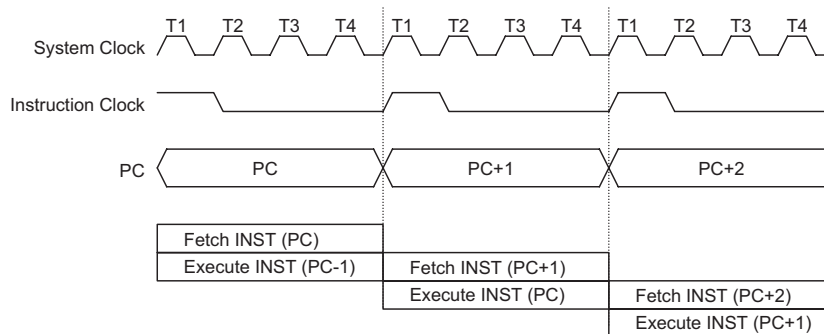 T1 T2 T3 T4 T1 T2 T3 T4 T1 T2 T3 T4
System Clock
Instruction Clock
PC PC PC+1 PC+2
Fetch INST (PC)
Execute INST (PC-1) Fetch INST (PC+1)
Execute INST (PC) Fetch INST (PC+2)
Execute INST (PC+1)